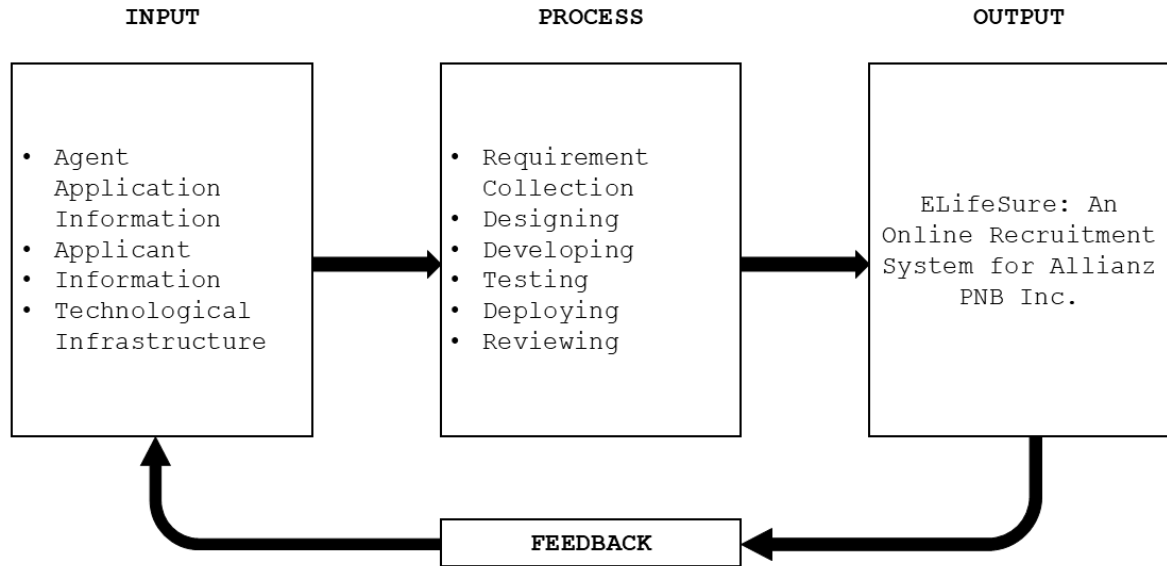 INPUT
PROCESS
OUTPUT
• Agent
Application
Information
• Applicant
• Information
• Technological
Infrastructure
• Requirement
Collection
• Designing
• Developing
• Testing
• Deploying
• Reviewing
ELifeSure: An
Online Recruitment
System for Allianz
PNB Inc.
FEEDBACK